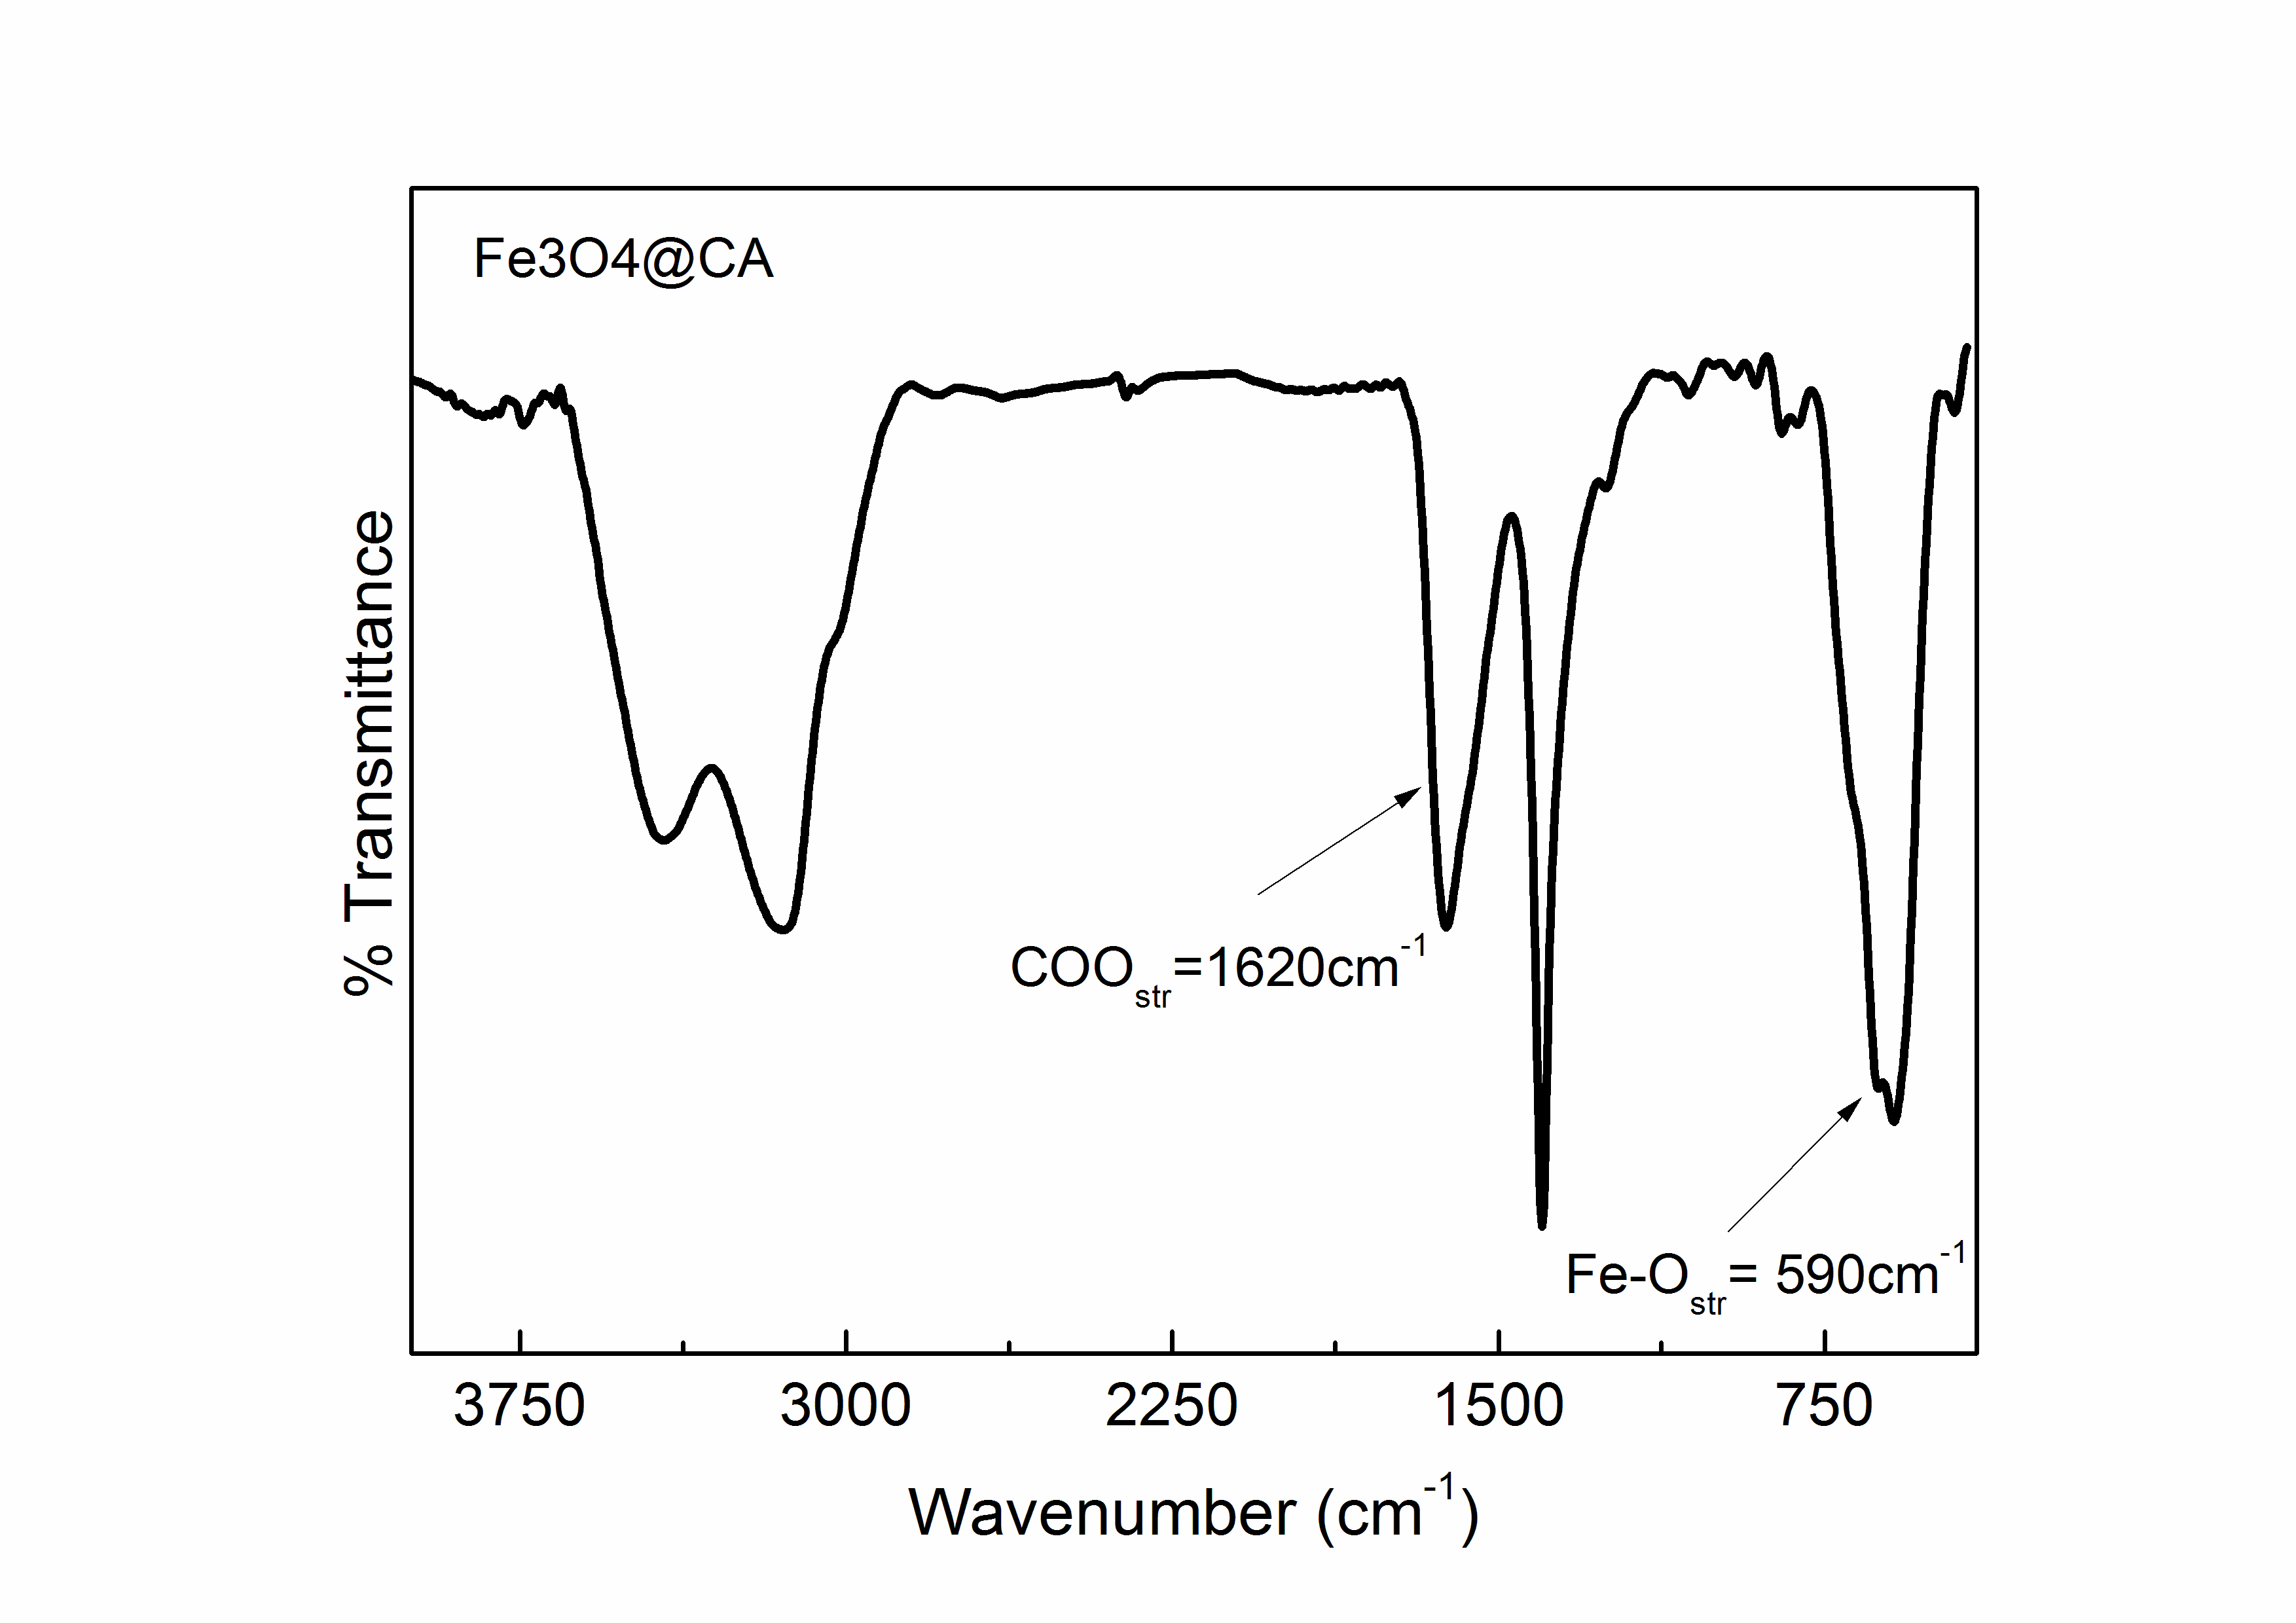 Fe3O4@CA
% Transmittance
COOstr=1620cm-1
Fe-Ostr= 590cm-1
3750 3000 2250 1500 750
Wavenumber (cm-1)